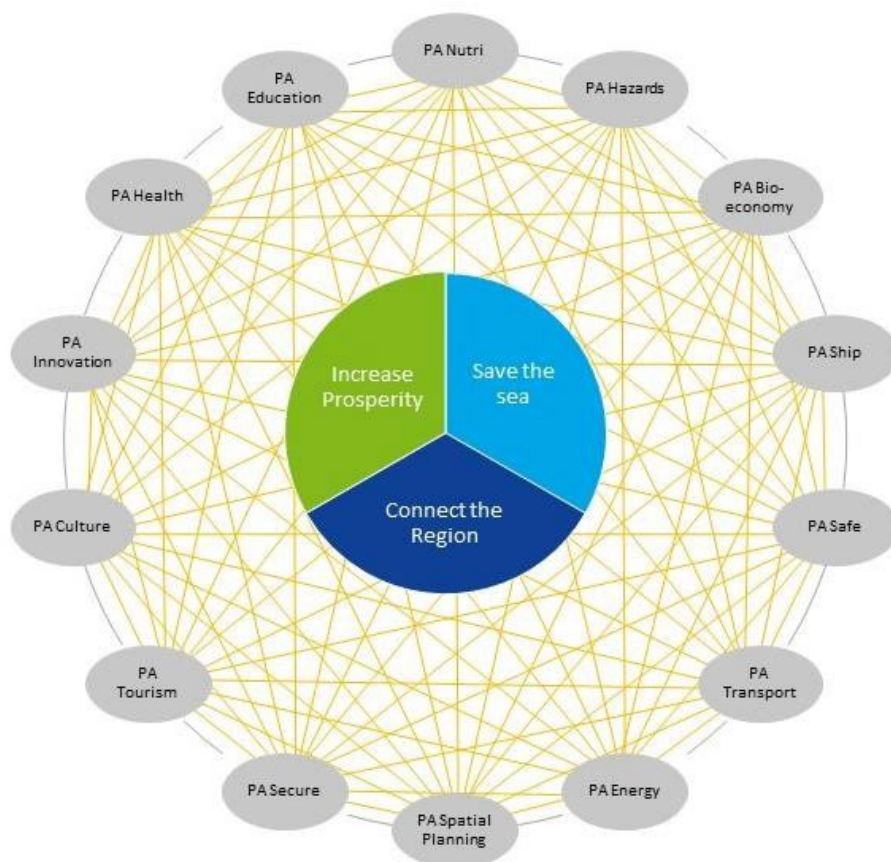 PA Nutri
PA Hazards
PA Bio-
economy
PA Ship
PA Safe
PA
Transport
PA Energy
PA Spatial
Planning
PA Secure
PA
Tourism
PA Culture
PA
Innovation
PA Health
PA
Education
Increase
Prosperity
Save the
sea
Connect the
Region